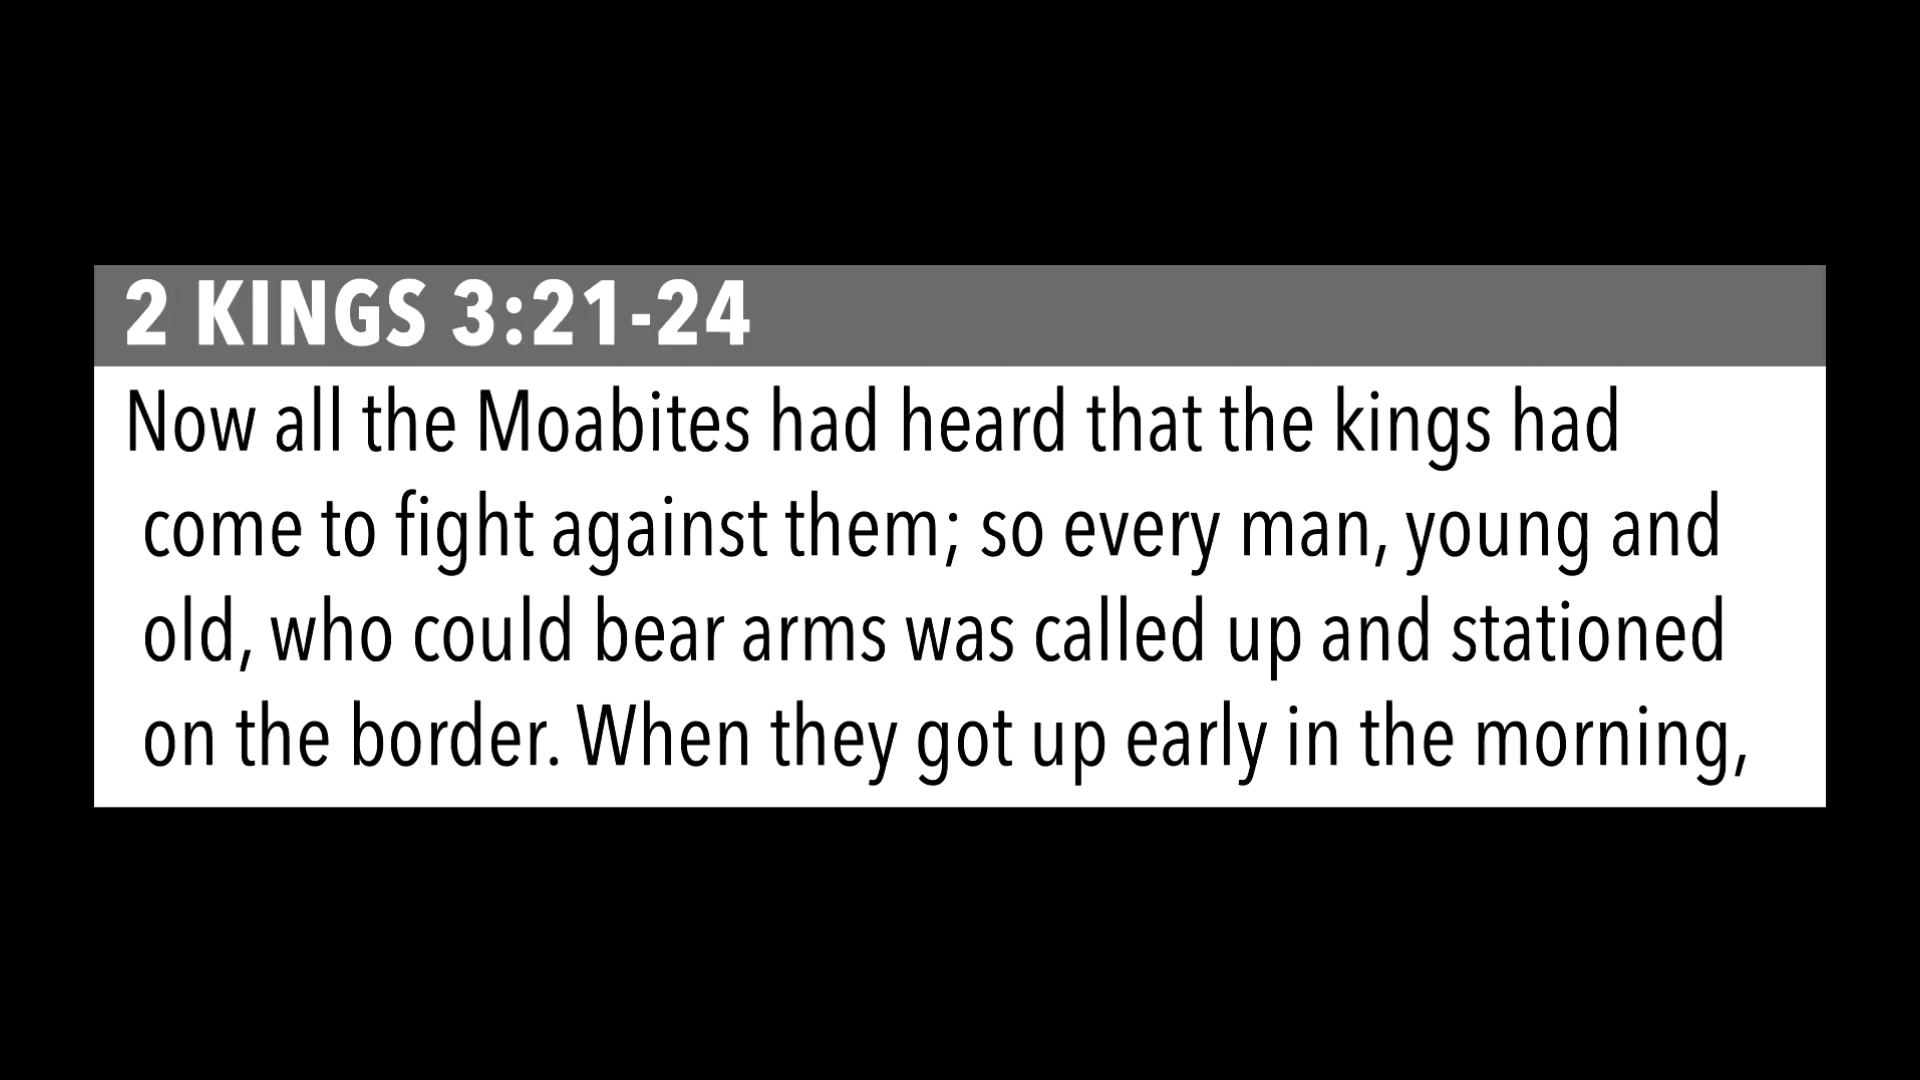 2 KINGS 3:21-24
Now all the Moabites had heard that the kings had
come to fight against them; so every man, young and
old, who could bear arms was called up and stationed
on the border. When they got up early in the morning,